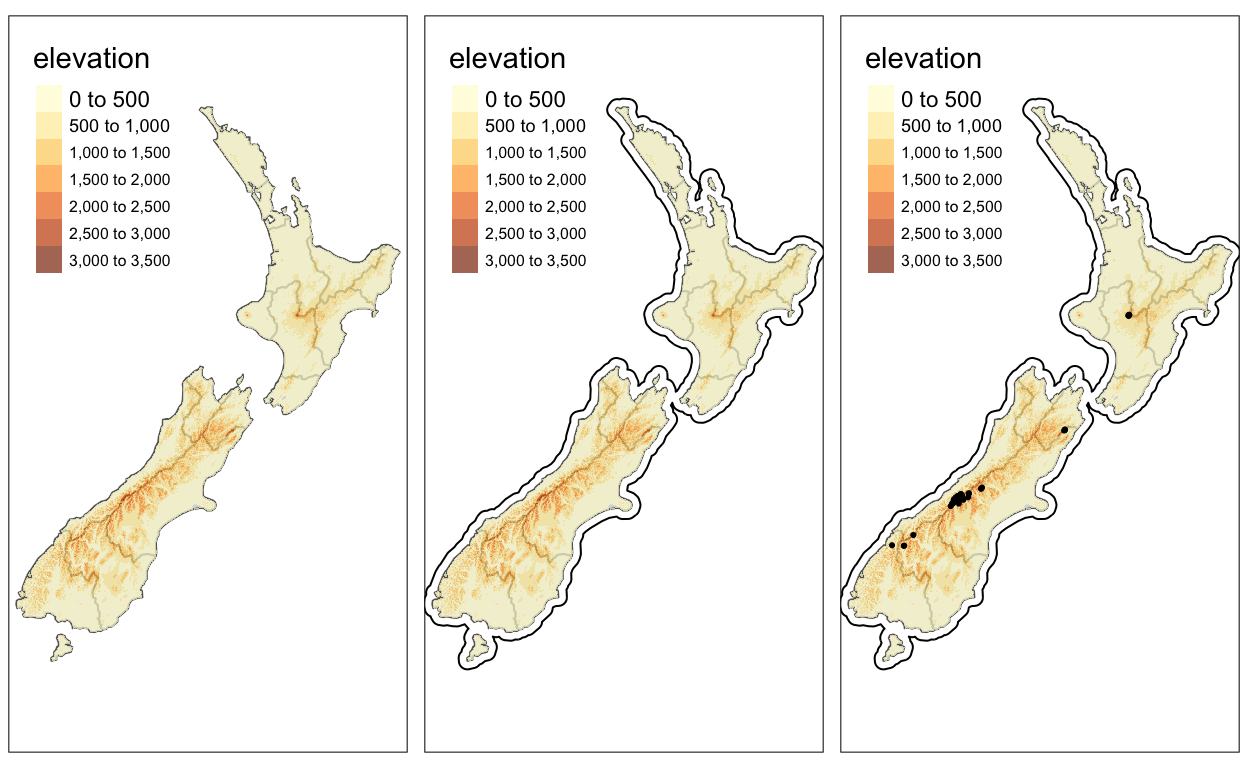 elevation
0 to 500
500 to 1,000
1,000 to 1,500
1,500 to 2,000
2,000 to 2,500
2,500 to 3,000
3,000 to 3,500
elevation
0 to 500
500 to 1,000
1,000 to 1,500
1,500 to 2,000
2,000 to 2,500
2,500 to 3,000
3,000 to 3,500
elevation
0 to 500
500 to 1,000
1,000 to 1,500
1,500 to 2,000
2,000 to 2,500
2,500 to 3,000
3,000 to 3,500